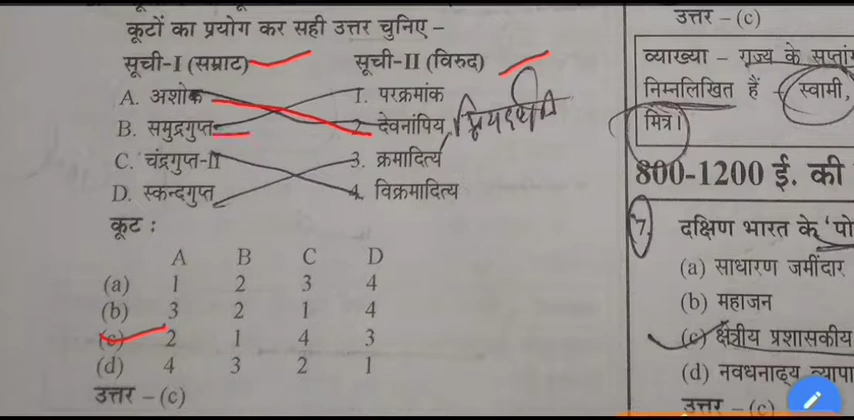 कूटों का प्रयोग कर सही उत्तर चुनिए –
सूची-I (सम्राट) सूची-II (विरुद)
A. अशोक 1. परक्रमांक
B. समुद्रगुप्त 2. देवनांपिय, प्रियदर्शी
C. चंद्रगुप्त-II 3. क्रमादित्य
D. स्कन्दगुप्त 4. विक्रमादित्य
कूट :
A B C D
(a) 1 2 3 4
(b) 3 2 1 4
(c) 2 1 4 3
(d) 4 3 2 1
उत्तर – (c)
उत्तर – (c)
व्याख्या – राज्य के सप्तांग
निम्नलिखित हैं – स्वामी,
मित्र।
800-1200 ई. की
7. दक्षिण भारत के 'पो
(a) साधारण जमींदार
(b) महाजन
(c) क्षेत्रीय प्रशासकीय
(d) नवधनाढ्य व्यापा
उत्तर – (c)